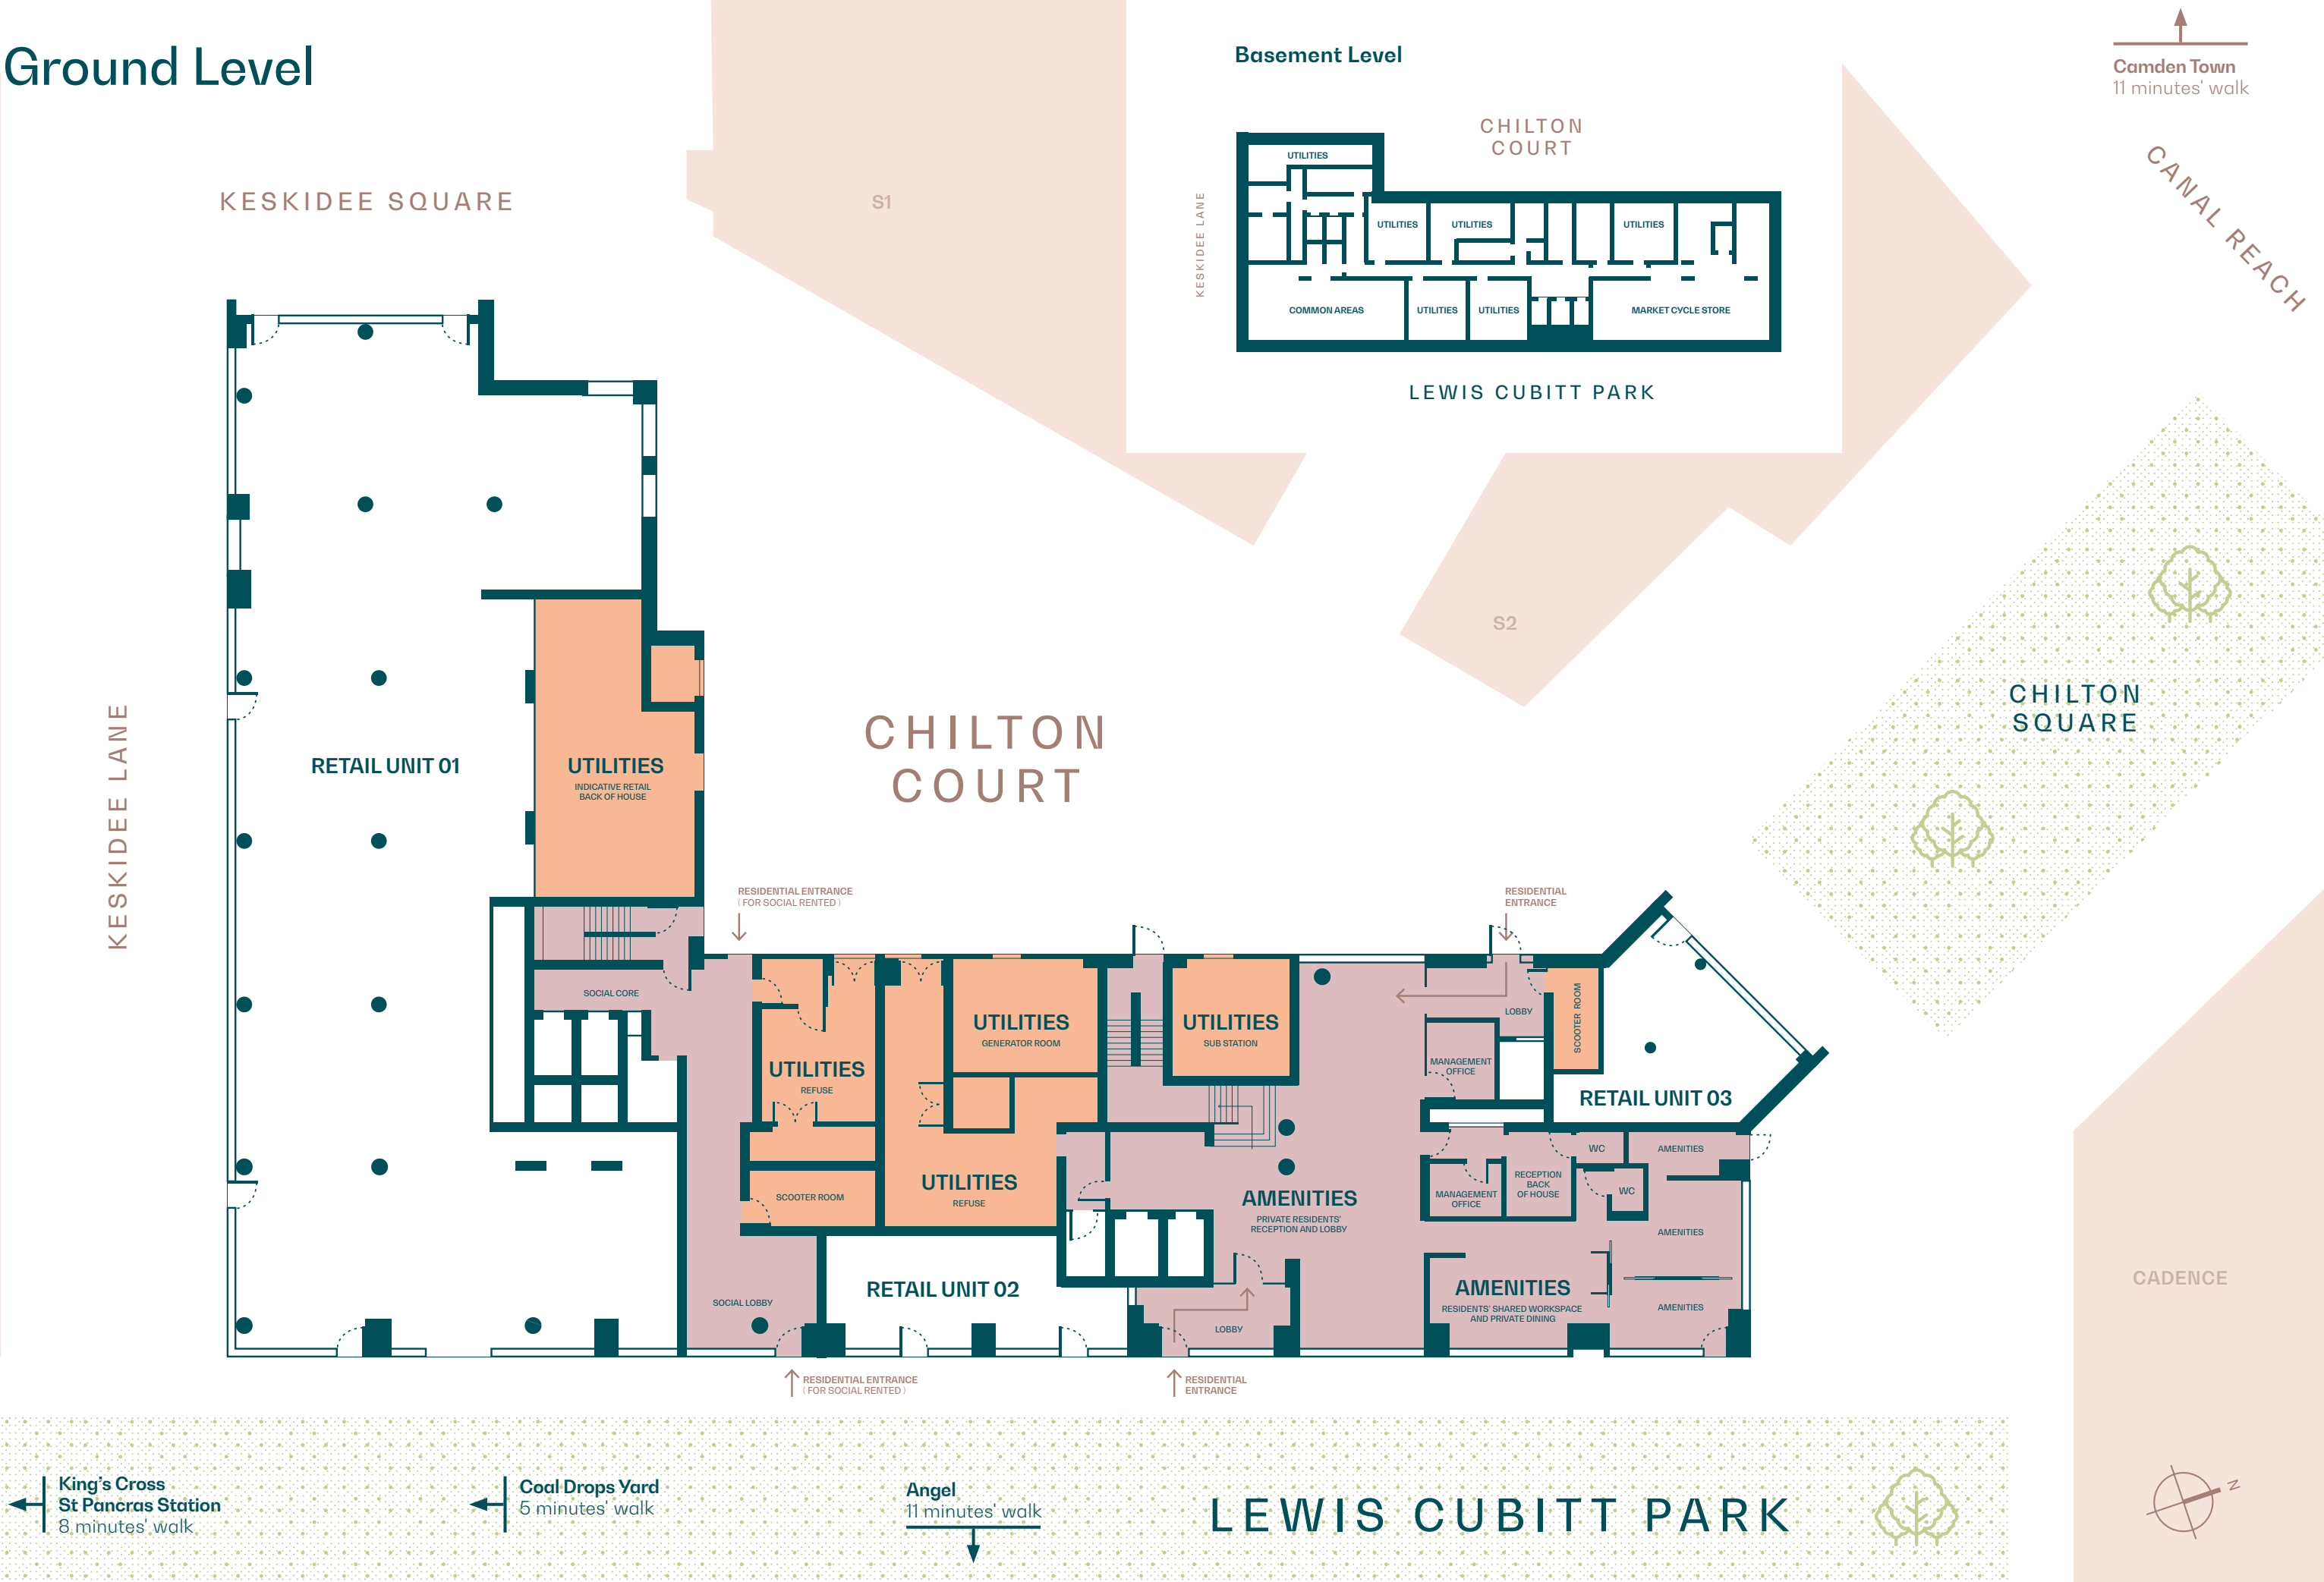 Ground Level
Basement Level
Camden Town
11 minutes' walk
CANAL REACH
KESKIDEE SQUARE
S1
CHILTON
COURT
KESKIDEE LANE
UTILITIES
UTILITIES
UTILITIES
UTILITIES
COMMON AREAS
UTILITIES
UTILITIES
MARKET CYCLE STORE
LEWIS CUBITT PARK
S2
CHILTON
SQUARE
KESKIDEE LANE
RETAIL UNIT 01
UTILITIES
INDICATIVE RETAIL
BACK OF HOUSE
CHILTON
COURT
RESIDENTIAL ENTRANCE
( FOR SOCIAL RENTED )
RESIDENTIAL
ENTRANCE
SOCIAL CORE
UTILITIES
REFUSE
UTILITIES
GENERATOR ROOM
UTILITIES
SUB STATION
LOBBY
SCOOTER ROOM
MANAGEMENT
OFFICE
RETAIL UNIT 03
SCOOTER ROOM
UTILITIES
REFUSE
AMENITIES
PRIVATE RESIDENTS'
RECEPTION AND LOBBY
MANAGEMENT
OFFICE
RECEPTION
BACK
OF HOUSE
WC
WC
AMENITIES
AMENITIES
AMENITIES
SOCIAL LOBBY
RETAIL UNIT 02
LOBBY
AMENITIES
RESIDENTS' SHARED WORKSPACE
AND PRIVATE DINING
CADENCE
RESIDENTIAL ENTRANCE
( FOR SOCIAL RENTED )
RESIDENTIAL
ENTRANCE
King's Cross
St Pancras Station
8 minutes' walk
Coal Drops Yard
5 minutes' walk
Angel
11 minutes' walk
LEWIS CUBITT PARK
N